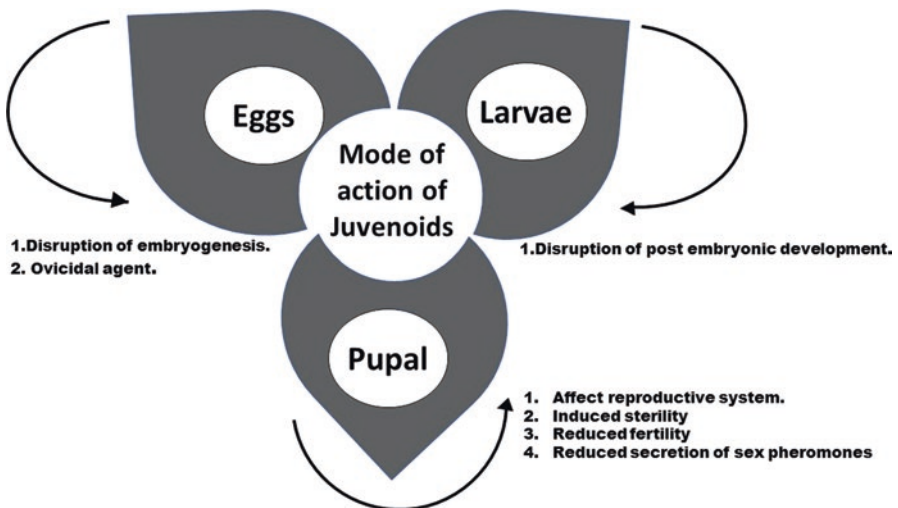 Eggs
Larvae
Mode of
action of
Juvenoids
1.Disruption of embryogenesis.
2. Ovicidal agent.
1.Disruption of post embryonic development.
Pupal
1. Affect reproductive system.
2. Induced sterility
3. Reduced fertility
4. Reduced secretion of sex pheromones